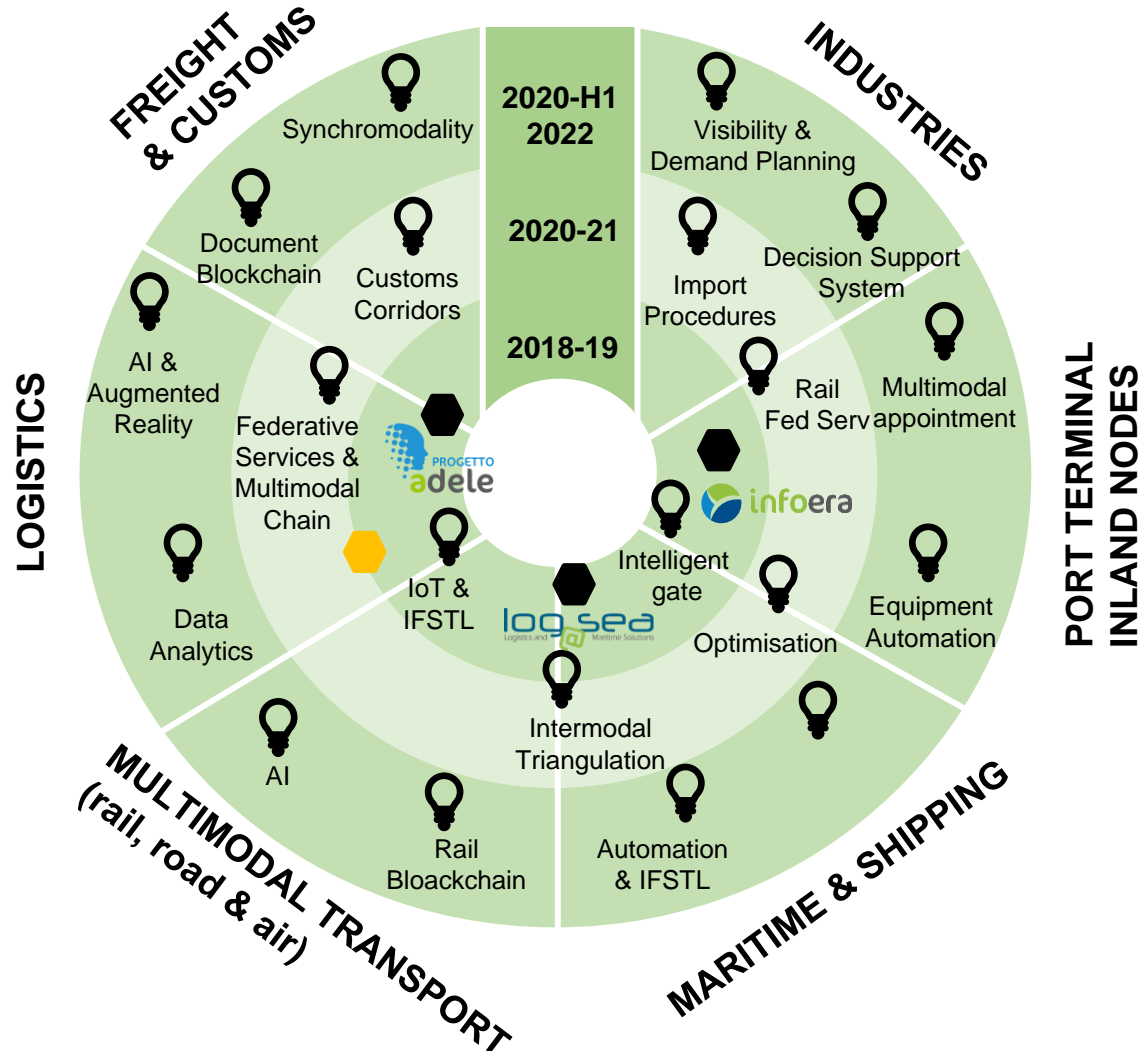 FREIGHT
& CUSTOMS
INDUSTRIES
PORT TERMINAL
INLAND NODES
MARITIME & SHIPPING
MULTIMODAL TRANSPORT
(rail, road & air)
LOGISTICS
2020-H1
2022
2020-21
2018-19
Synchromodality
Document
Blockchain
Customs
Corridors
Visibility &
Demand Planning
Decision Support
System
Import
Procedures
Rail
Fed Serv
Multimodal
appointment
infoera
Intelligent
gate
Equipment
Automation
Optimisation
Automation
& IFSTL
log@sea
Logistics and Maritime Solutions
Intermodal
Triangulation
Rail
Bloackchain
AI
IoT &
IFSTL
AI &
Augmented
Reality
Federative
Services &
Multimodal
Chain
PROGETTO
adele
Data
Analytics